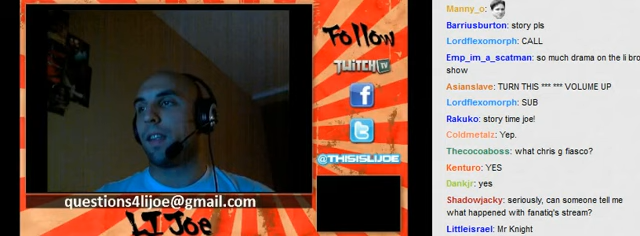 Follow
TWITCH TV
@THISISLIJOE
questions4lijoe@gmail.com
LI JOE
Manny_o:
Barriusburton: story pls
Lordflexomorph: CALL
Emp_im_a_scatman: so much drama on the li bro
show
Asianslave: TURN THIS *** *** VOLUME UP
Lordflexomorph: SUB
Rakuko: story time joe!
Coldmetalz: Yep.
Thecocoaboss: what chris g fiasco?
Kenturo: YES
Dankjr: yes
Shadowjacky: seriously, can someone tell me
what happened with fanatiq's stream?
Littleisrael: Mr Knight